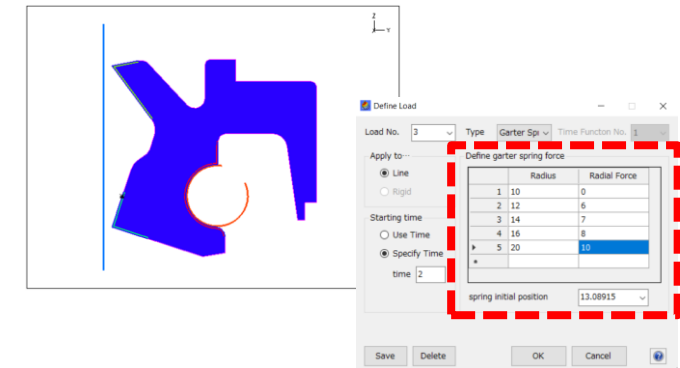 Z
Y
Define Load
Load No. 3 Type Garter Spi Time Functon No. 1
Apply to… Define garter spring force
Line
Rigid
Radius Radial Force
1 10 0
2 12 6
3 14 7
4 16 8
5 20 10
*
Starting time
Use Time
Specify Time
time 2
spring initial position 13.08915
Save Delete OK Cancel ?